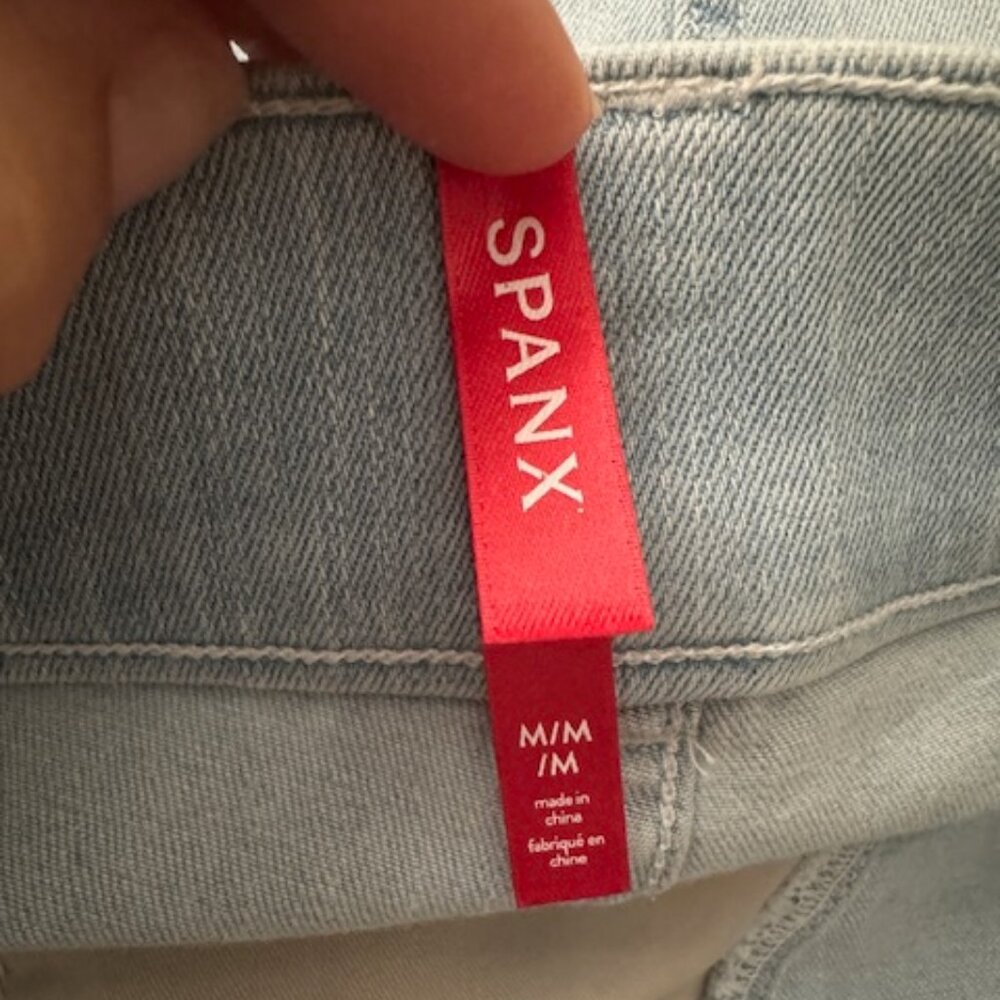 SPANX
M/M
/M
made in
china
fabriqué en
chine